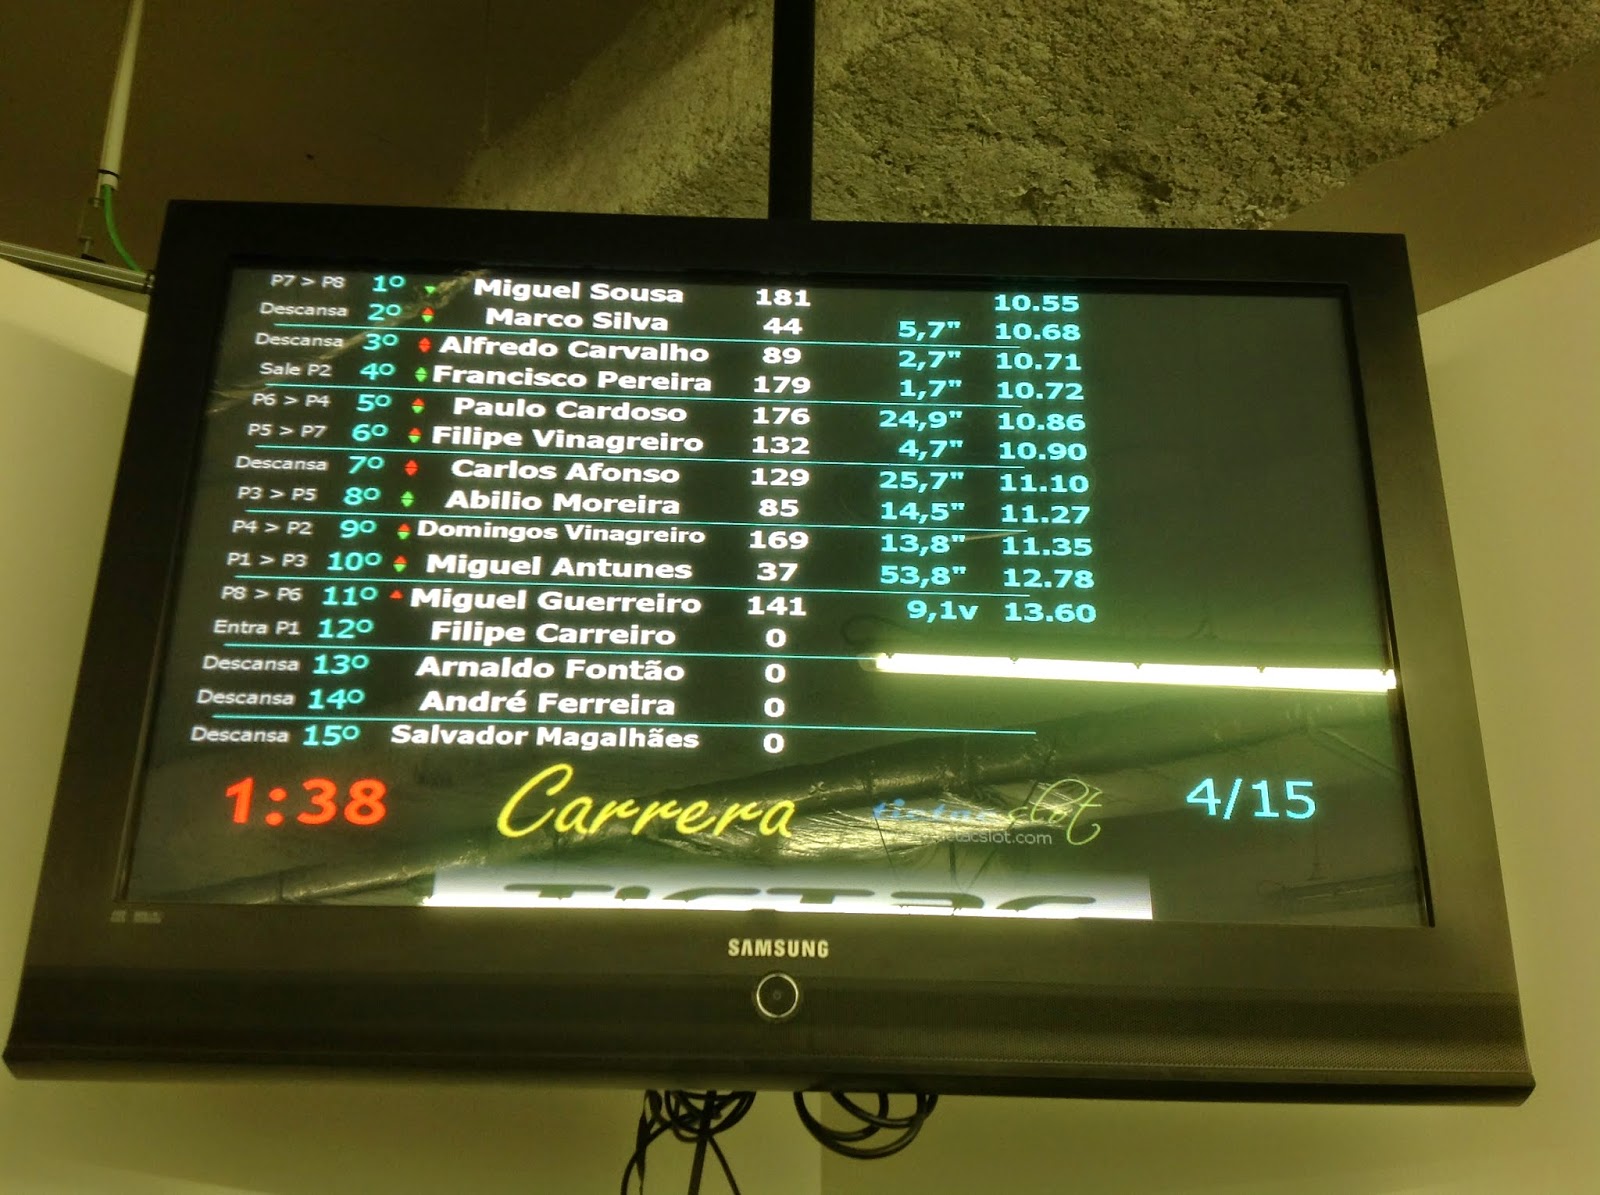 P7 > P8 1º Miguel Sousa 181 10.55
Descansa 2º Marco Silva 44 5,7" 10.68
Descansa 3º Alfredo Carvalho 89 2,7" 10.71
Sale P2 4º Francisco Pereira 179 1,7" 10.72
P6 > P4 5º Paulo Cardoso 176 24,9" 10.86
P5 > P7 6º Filipe Vinagreiro 132 4,7" 10.90
Descansa 7º Carlos Afonso 129 25,7" 11.10
P3 > P5 8º Abilio Moreira 85 14,5" 11.27
P4 > P2 9º Domingos Vinagreiro 169 13,8" 11.35
P1 > P3 10º Miguel Antunes 37 53,8" 12.78
P8 > P6 11º Miguel Guerreiro 141 9,1v 13.60
Entra P1 12º Filipe Carreiro 0
Descansa 13º Arnaldo Fontão 0
Descansa 14º André Ferreira 0
Descansa 15º Salvador Magalhães 0
1:38 Carrera tictac slot 4/15
SAMSUNG